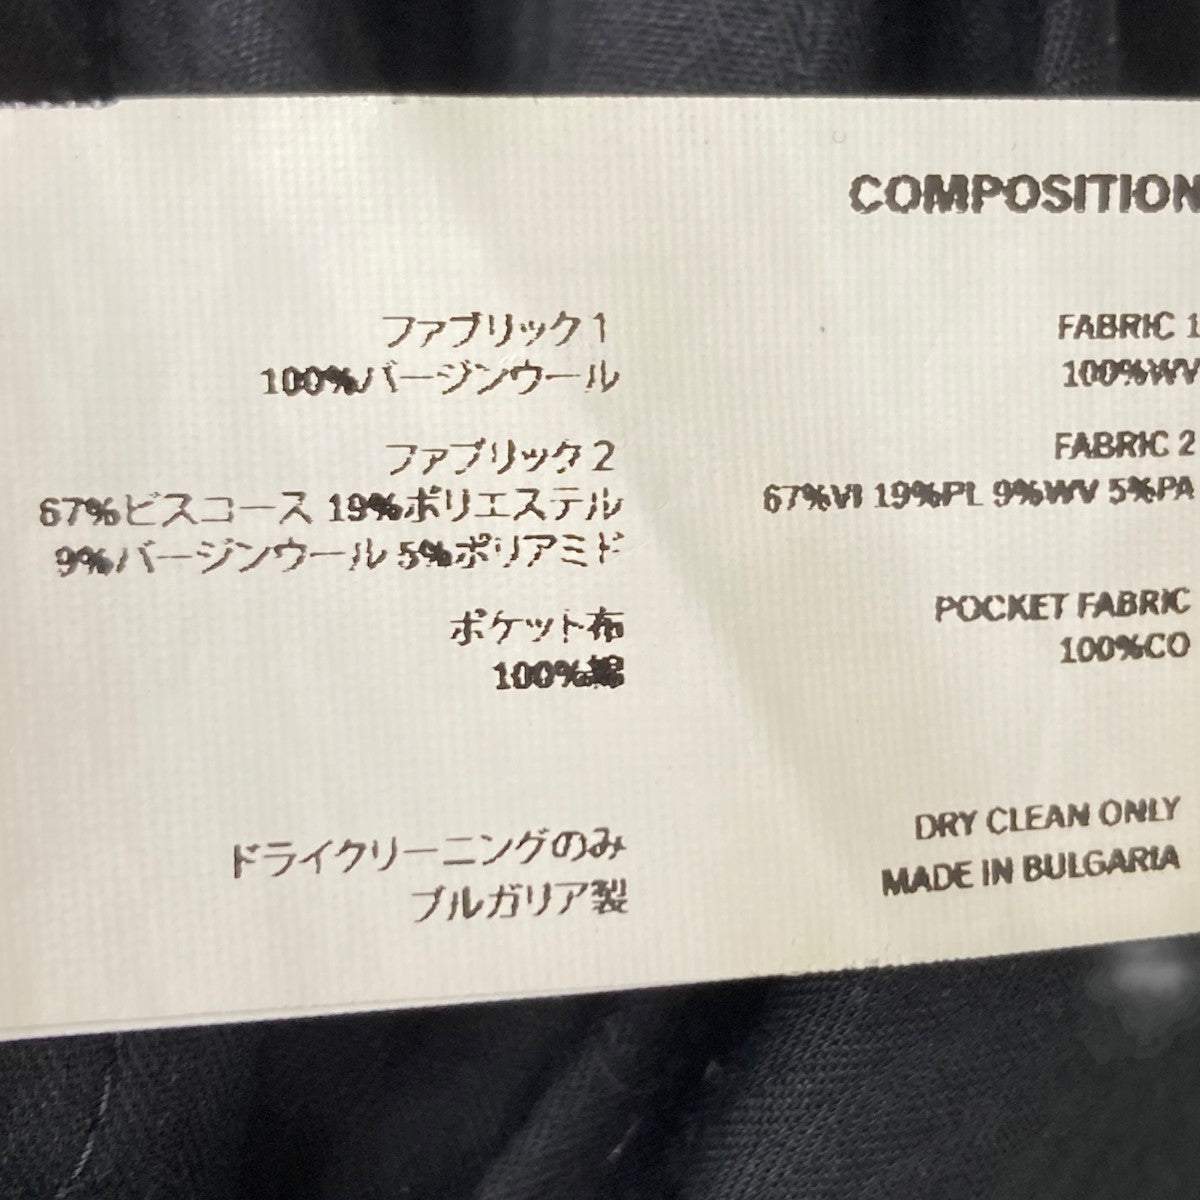 COMPOSITION
ファブリック1
100%バージンウール
ファブリック2
67%ビスコース 19%ポリエステル
9%バージンウール 5%ポリアミド
ポケット布
100%綿
ドライクリーニングのみ
ブルガリア製
FABRIC 1
100%WV
FABRIC 2
67%VI 19%PL 9%WV 5%PA
POCKET FABRIC
100%CO
DRY CLEAN ONLY
MADE IN BULGARIA